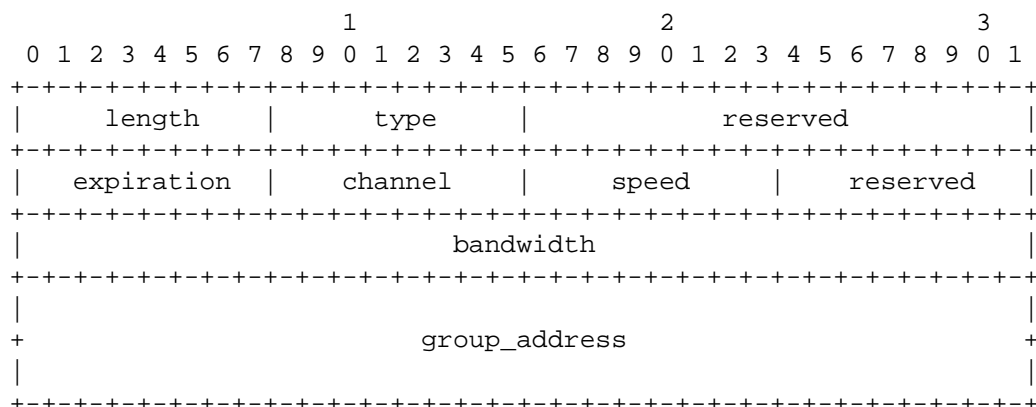 1                   2                   3
 0 1 2 3 4 5 6 7 8 9 0 1 2 3 4 5 6 7 8 9 0 1 2 3 4 5 6 7 8 9 0 1
+-+-+-+-+-+-+-+-+-+-+-+-+-+-+-+-+-+-+-+-+-+-+-+-+-+-+-+-+-+-+-+-+
|     length    |      type     |            reserved           |
+-+-+-+-+-+-+-+-+-+-+-+-+-+-+-+-+-+-+-+-+-+-+-+-+-+-+-+-+-+-+-+-+
|   expiration  |    channel    |     speed     |    reserved   |
+-+-+-+-+-+-+-+-+-+-+-+-+-+-+-+-+-+-+-+-+-+-+-+-+-+-+-+-+-+-+-+-+
|                           bandwidth                           |
+-+-+-+-+-+-+-+-+-+-+-+-+-+-+-+-+-+-+-+-+-+-+-+-+-+-+-+-+-+-+-+-+
|                                                               |
+                         group_address                         +
|                                                               |
+-+-+-+-+-+-+-+-+-+-+-+-+-+-+-+-+-+-+-+-+-+-+-+-+-+-+-+-+-+-+-+-+